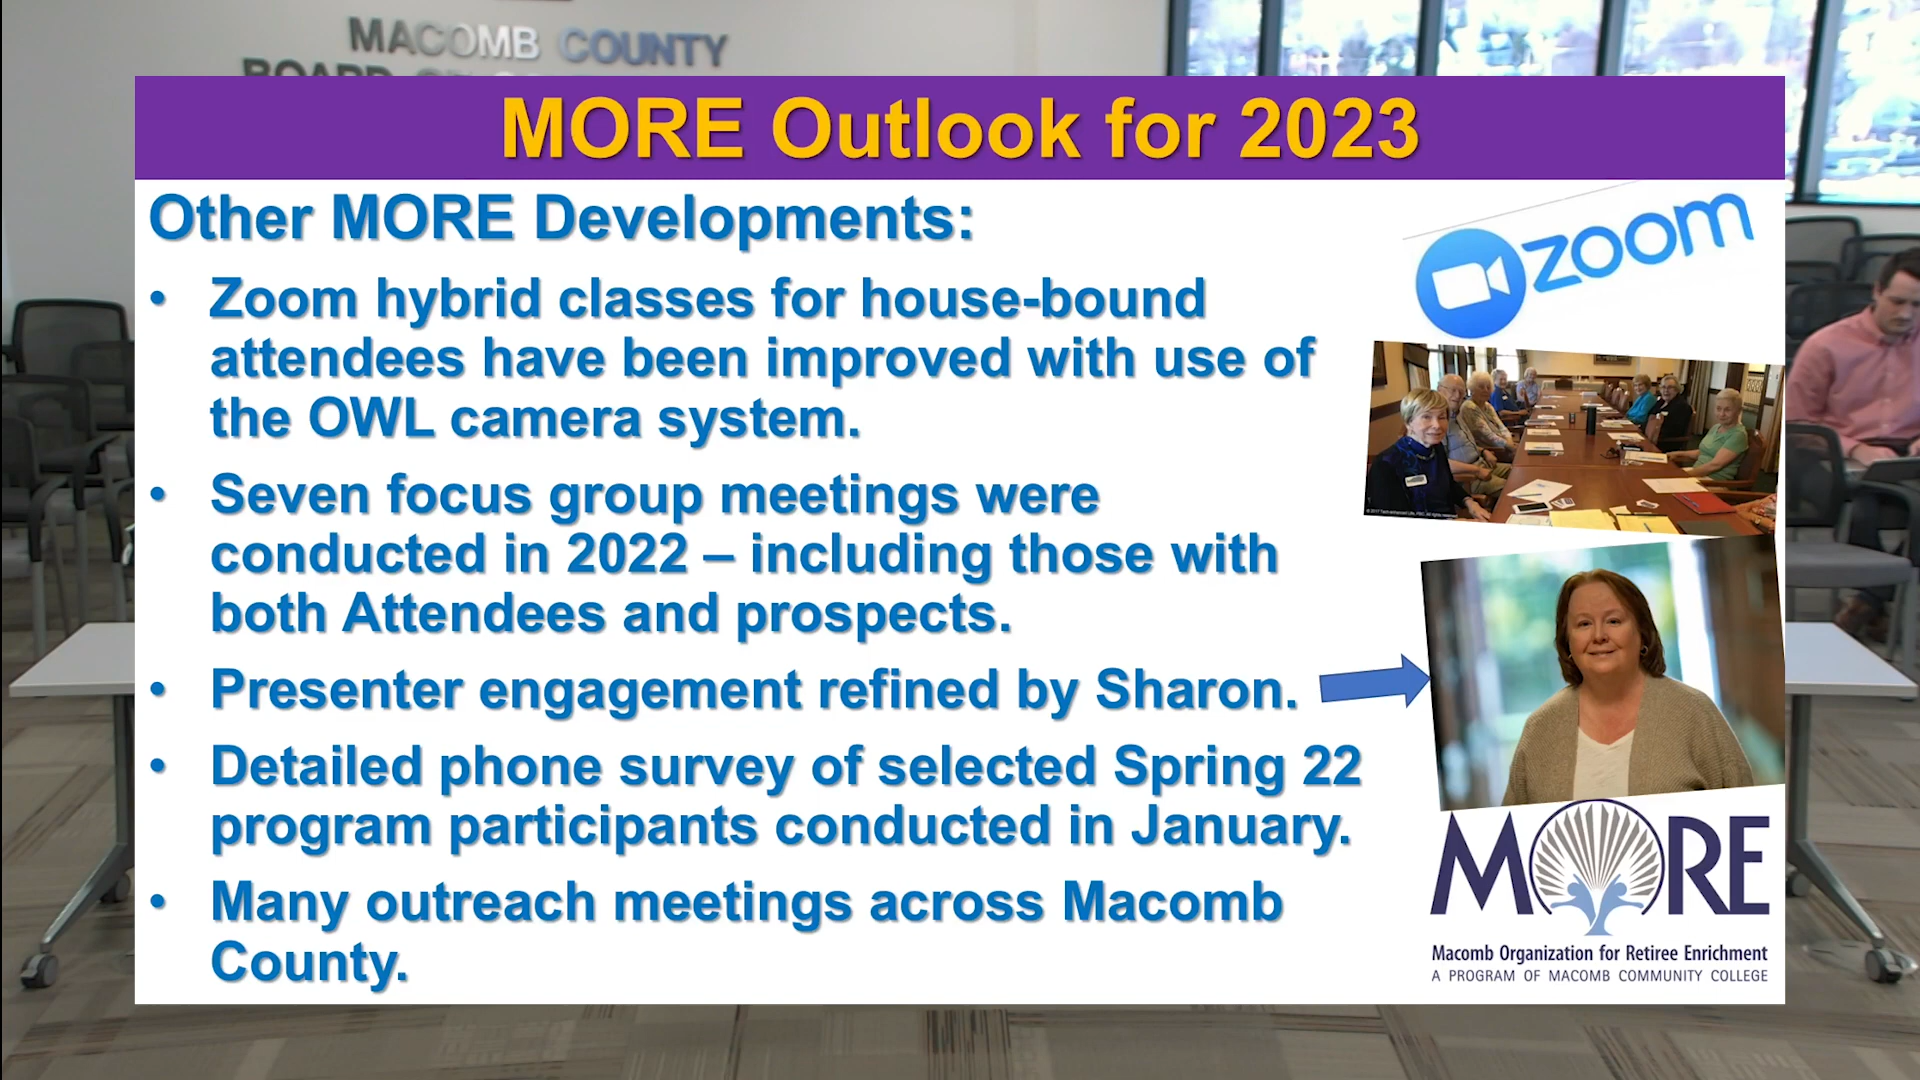 MACOMB COUNTY
BOARD OF
MORE Outlook for 2023
Other MORE Developments:
• Zoom hybrid classes for house-bound
attendees have been improved with use of
the OWL camera system.
• Seven focus group meetings were
conducted in 2022 – including those with
both Attendees and prospects.
• Presenter engagement refined by Sharon.
• Detailed phone survey of selected Spring 22
program participants conducted in January.
• Many outreach meetings across Macomb
County.
zoom
MORE
Macomb Organization for Retiree Enrichment
A PROGRAM OF MACOMB COMMUNITY COLLEGE